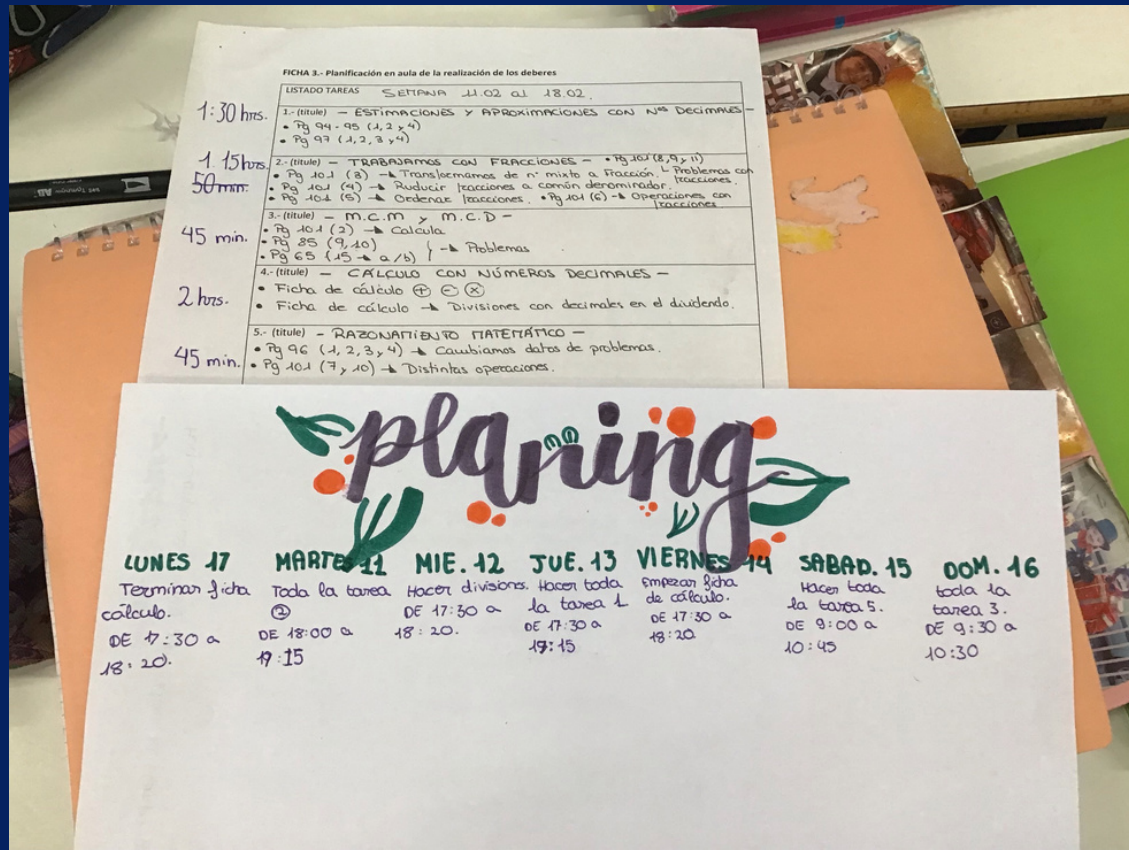 FICHA 3.- Planificación en aula de la realización de los deberes
LISTADO TAREAS SEMANA 11.02 al 18.02.
1:30 hrs.
1.-(titule) — ESTIMACIONES Y APROXIMACIONES CON Nºs DECIMALES —
• Pg 94 - 95 (1, 2 y 4)
• Pg 97 (1, 2, 3 y 4)
1.15hrs.
50 min.
2.-(titule) — TRABAJAMOS CON FRACCIONES — • Pg 101 (8, 9 y 11)
Problemas con fracciones.
• Pg 101 (3) → Transformamos de nº mixto a Fracción.
• Pg 101 (4) → Ruducir fracciones a común denominador.
• Pg 101 (5) → Ordenar fracciones. • Pg 101 (6) → Operaciones con
fracciones
45 min.
3.-(titule) — M.C.M y M.C.D —
• Pg 101 (2) → Calcula
• Pg 85 (9, 10)
• Pg 65 (15 → a/b) → Problemas
2 hrs.
4.-(titule) — CÁLCULO CON NÚMEROS DECIMALES —
• Ficha de cálculo + - x
• Ficha de cálculo → Divisiones con decimales en el dividendo.
45 min.
5.- (titule) — RAZONAMIENTO MATEMÁTICO —
• Pg 96 (1, 2, 3 y 4) → Cambiamos datos de problemas.
• Pg 101 (7 y 10) → Distintas operaciones.
planing
LUNES 17
Terminar ficha
cálculo.
DE 17:30 a
18:20.
MARTES 11
Toda la tarea
2
DE 18:00 a
19:15
MIE. 12
Hacer divisions.
DE 17:30 a
18:20.
JUE. 13
Hacer toda
la tarea 1
DE 17:30 a
19:15
VIERNES 14
Empezar ficha
de cálculo.
DE 17:30 a
18:20
SABAD. 15
Hacer toda
la tarea 5.
DE 9:00 a
10:45
DOM. 16
toda la
tarea 3.
DE 9:30 a
10:30